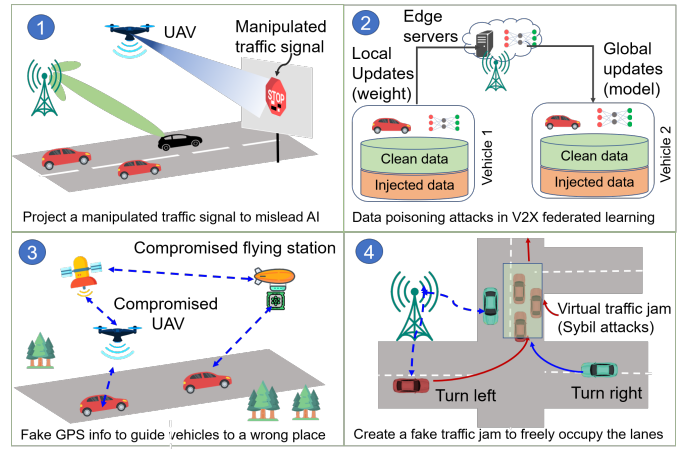 1
UAV
Manipulated
traffic signal
STOP
Project a manipulated traffic signal to mislead AI
2
Edge
servers
Local
Updates
(weight)
Global
updates
(model)
Clean data
Injected data
Vehicle 1
Clean data
Injected data
Vehicle 2
Data poisoning attacks in V2X federated learning
3
Compromised flying station
Compromised
UAV
Fake GPS info to guide vehicles to a wrong place
4
Virtual traffic jam
(Sybil attacks)
Turn left
Turn right
Create a fake traffic jam to freely occupy the lanes